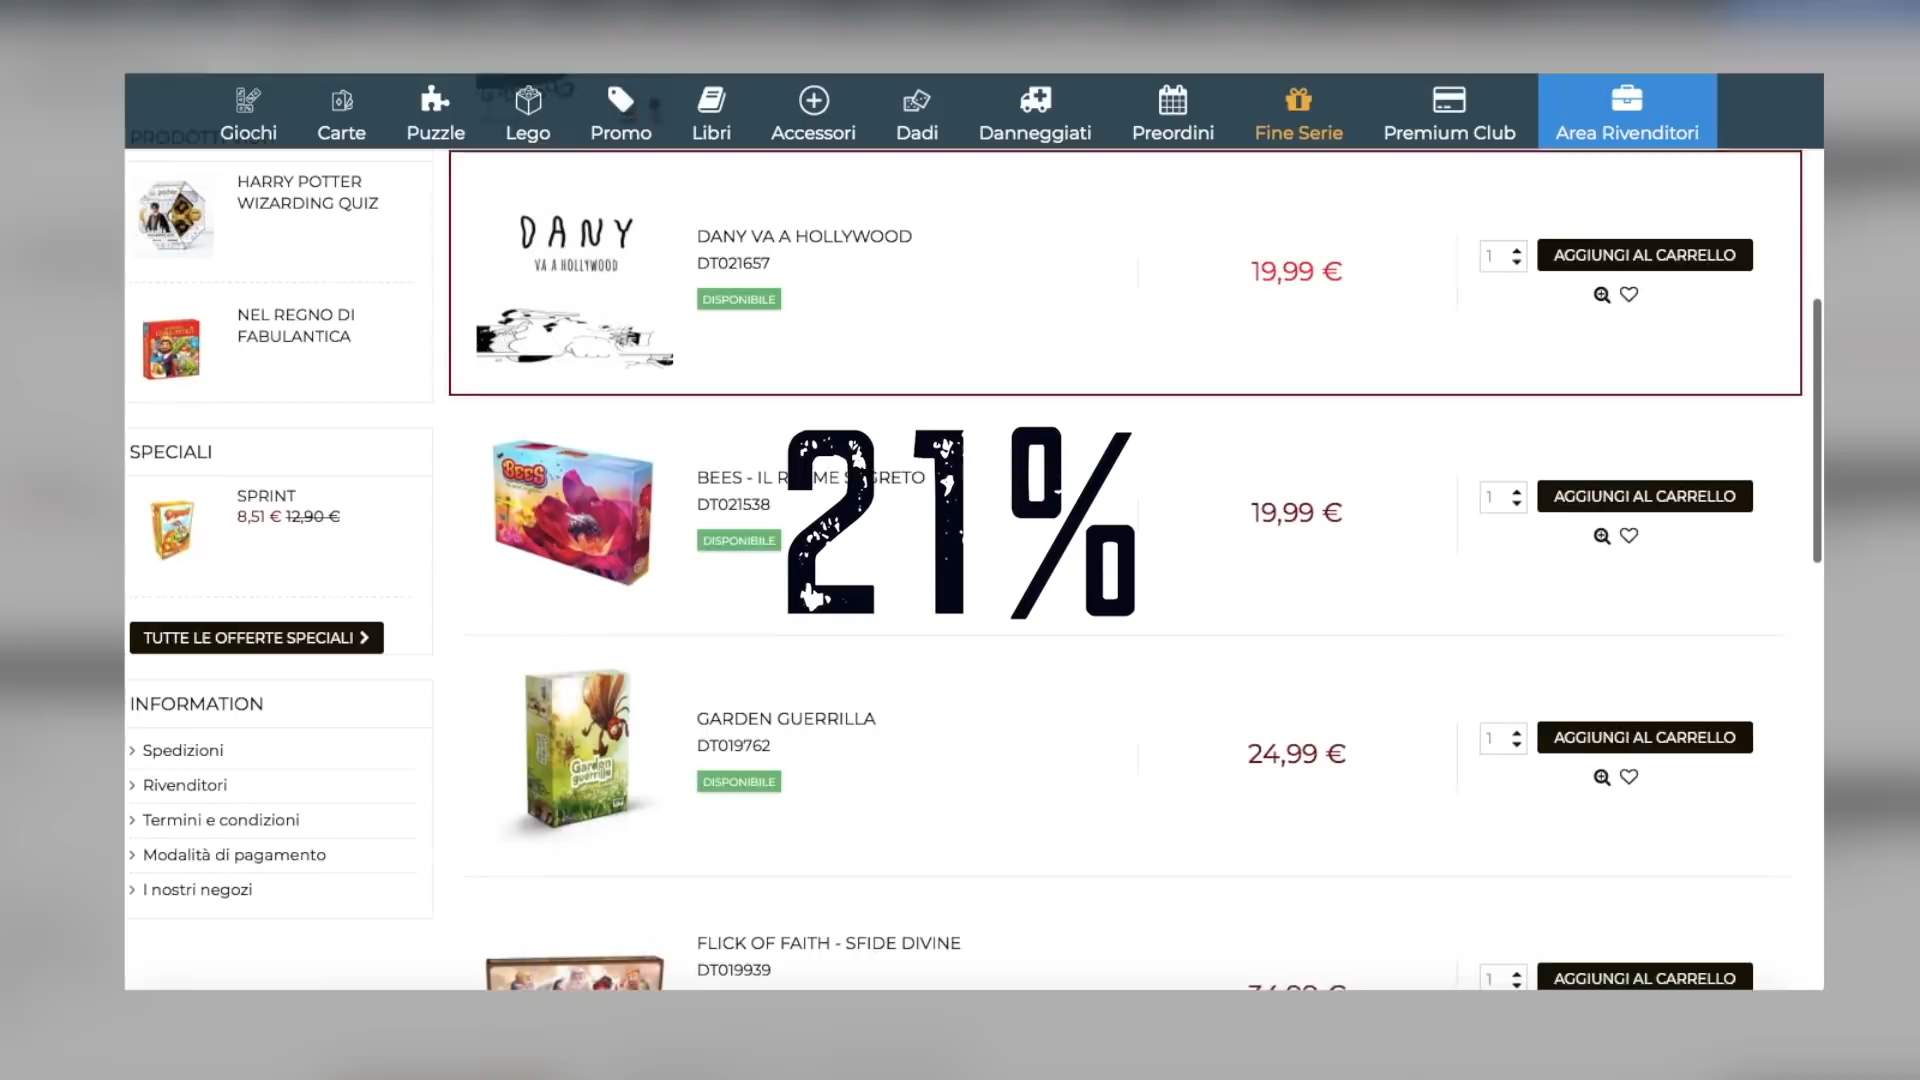 Giochi
Carte
Puzzle
Lego
Promo
Libri
Accessori
Dadi
Danneggiati
Preordini
Fine Serie
Premium Club
Area Rivenditori
HARRY POTTER
WIZARDING QUIZ
NEL REGNO DI
FABULANTICA
SPECIALI
SPRINT
8,51 € 12,90 €
TUTTE LE OFFERTE SPECIALI
INFORMATION
Spedizioni
Rivenditori
Termini e condizioni
Modalità di pagamento
I nostri negozi
DANY
VA A HOLLYWOOD
DANY VA A HOLLYWOOD
DT021657
DISPONIBILE
19,99 €
1
AGGIUNGI AL CARRELLO
BEES
BEES - IL
DT021538
DISPONIBILE
21%
19,99 €
1
AGGIUNGI AL CARRELLO
Garden
guerrilla
GARDEN GUERRILLA
DT019762
DISPONIBILE
24,99 €
1
AGGIUNGI AL CARRELLO
FLICK OF FAITH - SFIDE DIVINE
DT019939
1
AGGIUNGI AL CARRELLO